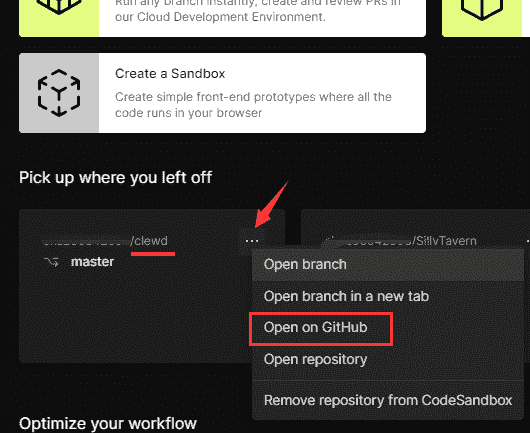 Run any branch instantly, create and review PRs in
our Cloud Development Environment.
Create a Sandbox
Create simple front-end prototypes where all the
code runs in your browser
Pick up where you left off
/clewd
...
master
/SillyTavern
Open branch
Open branch in a new tab
Open on GitHub
Open repository
Remove repository from CodeSandbox
Optimize your workflow